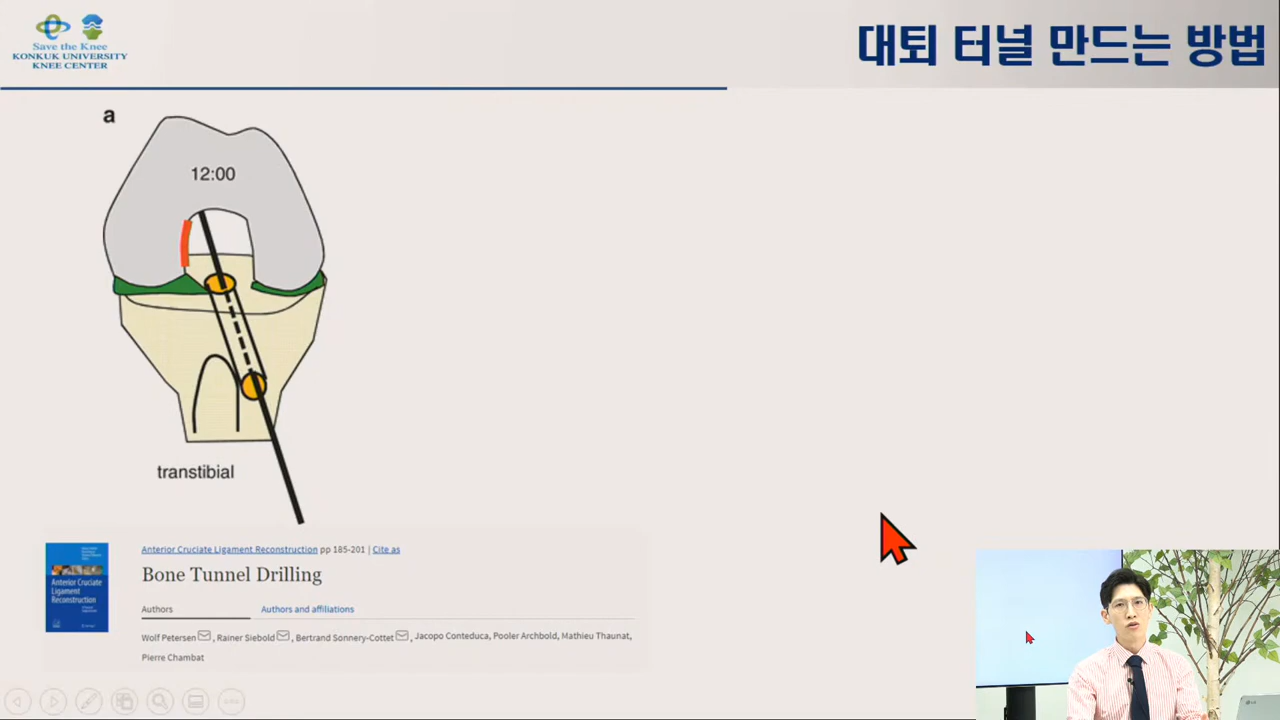 Save the Knee
KONKUK UNIVERSITY
KNEE CENTER
대퇴 터널 만드는 방법
a
12:00
transtibial
Anterior Cruciate Ligament Reconstruction pp 185-201 | Cite as
Bone Tunnel Drilling
Authors
Authors and affiliations
Wolf Petersen, Rainer Siebold, Bertrand Sonnery-Cottet, Jacopo Conteduca, Pooler Archbold, Mathieu Thaunat,
Pierre Chambat
Anterior Cruciate
Ligament
Reconstruction
LG